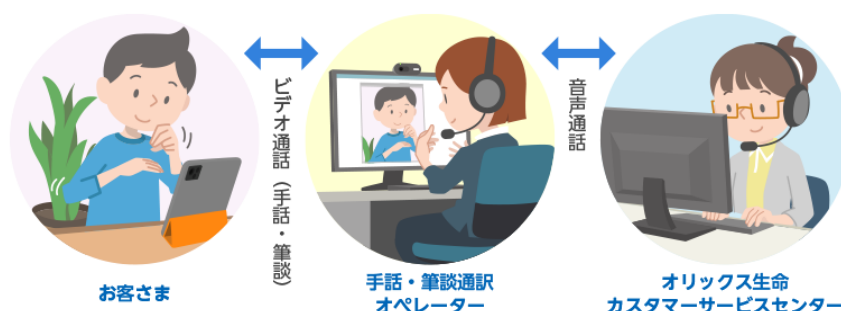 ビデオ通話（手話・筆談）
音声通話
お客さま
手話・筆談通訳
オペレーター
オリックス生命
カスタマーサービスセンター